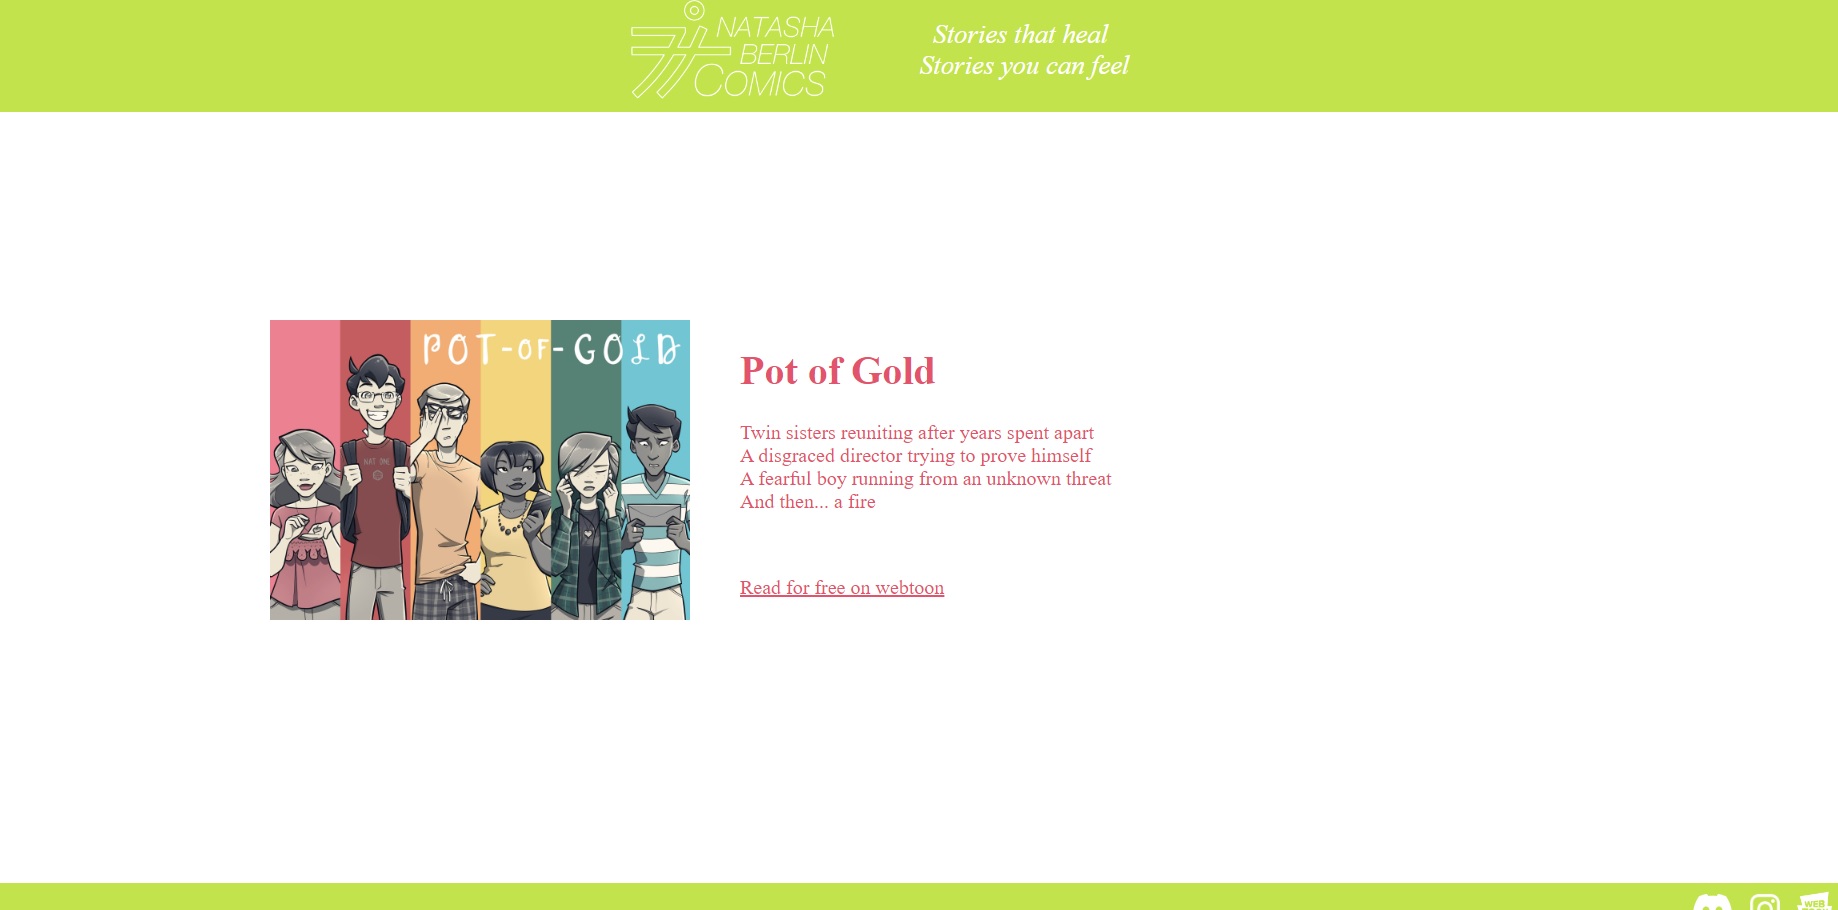 NATASHA
BERLIN
COMICS
Stories that heal
Stories you can feel
POT-OF-GOLD
NAT ONE
Pot of Gold
Twin sisters reuniting after years spent apart
A disgraced director trying to prove himself
A fearful boy running from an unknown threat
And then... a fire
Read for free on webtoon
WEB